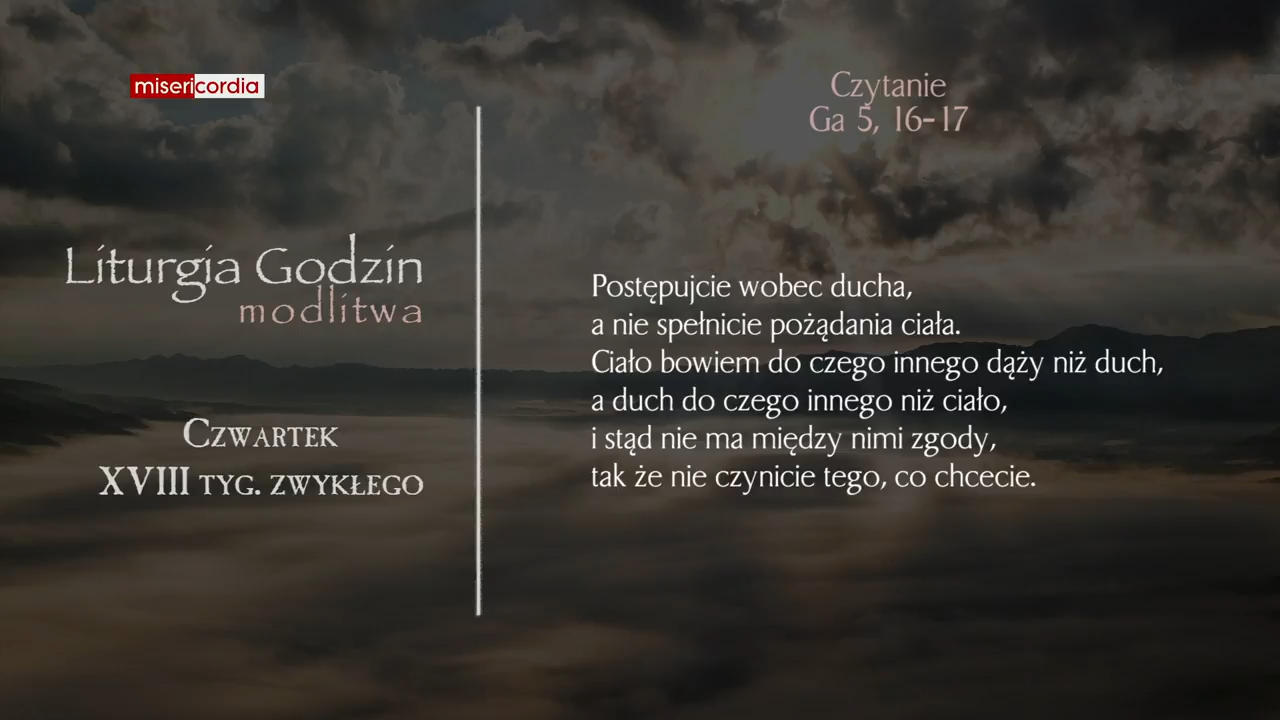 misericordia
Liturgia Godzin
modlitwa
Czwartek
XVIII tyg. zwykłego
Czytanie
Ga 5, 16-17
Postępujcie wobec ducha,
a nie spełnicie pożądania ciała.
Ciało bowiem do czego innego dąży niż duch,
a duch do czego innego niż ciało,
i stąd nie ma między nimi zgody,
tak że nie czynicie tego, co chcecie.